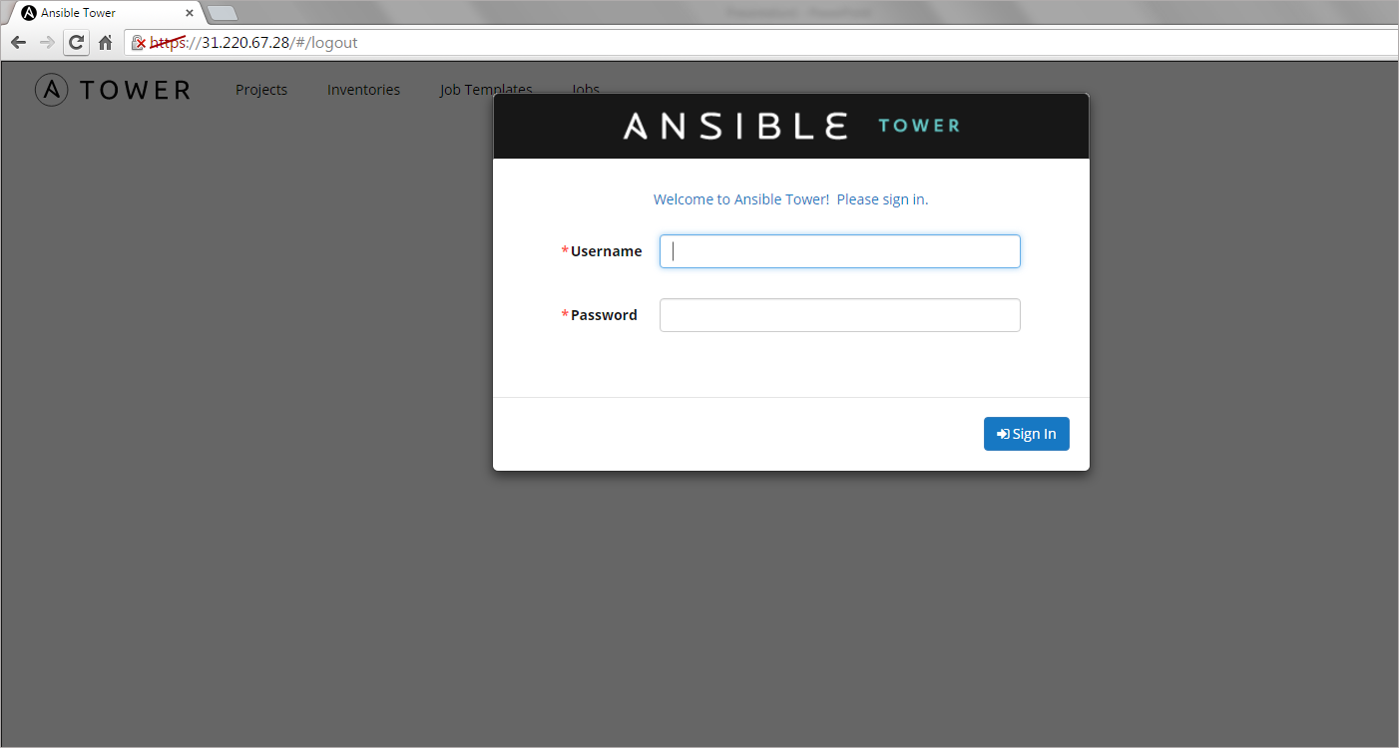 Ansible Tower
https://31.220.67.28/#/logout
TOWER Projects Inventories Job Templates Jobs
ANSIBLE TOWER
Welcome to Ansible Tower! Please sign in.
*Username
*Password
Sign In